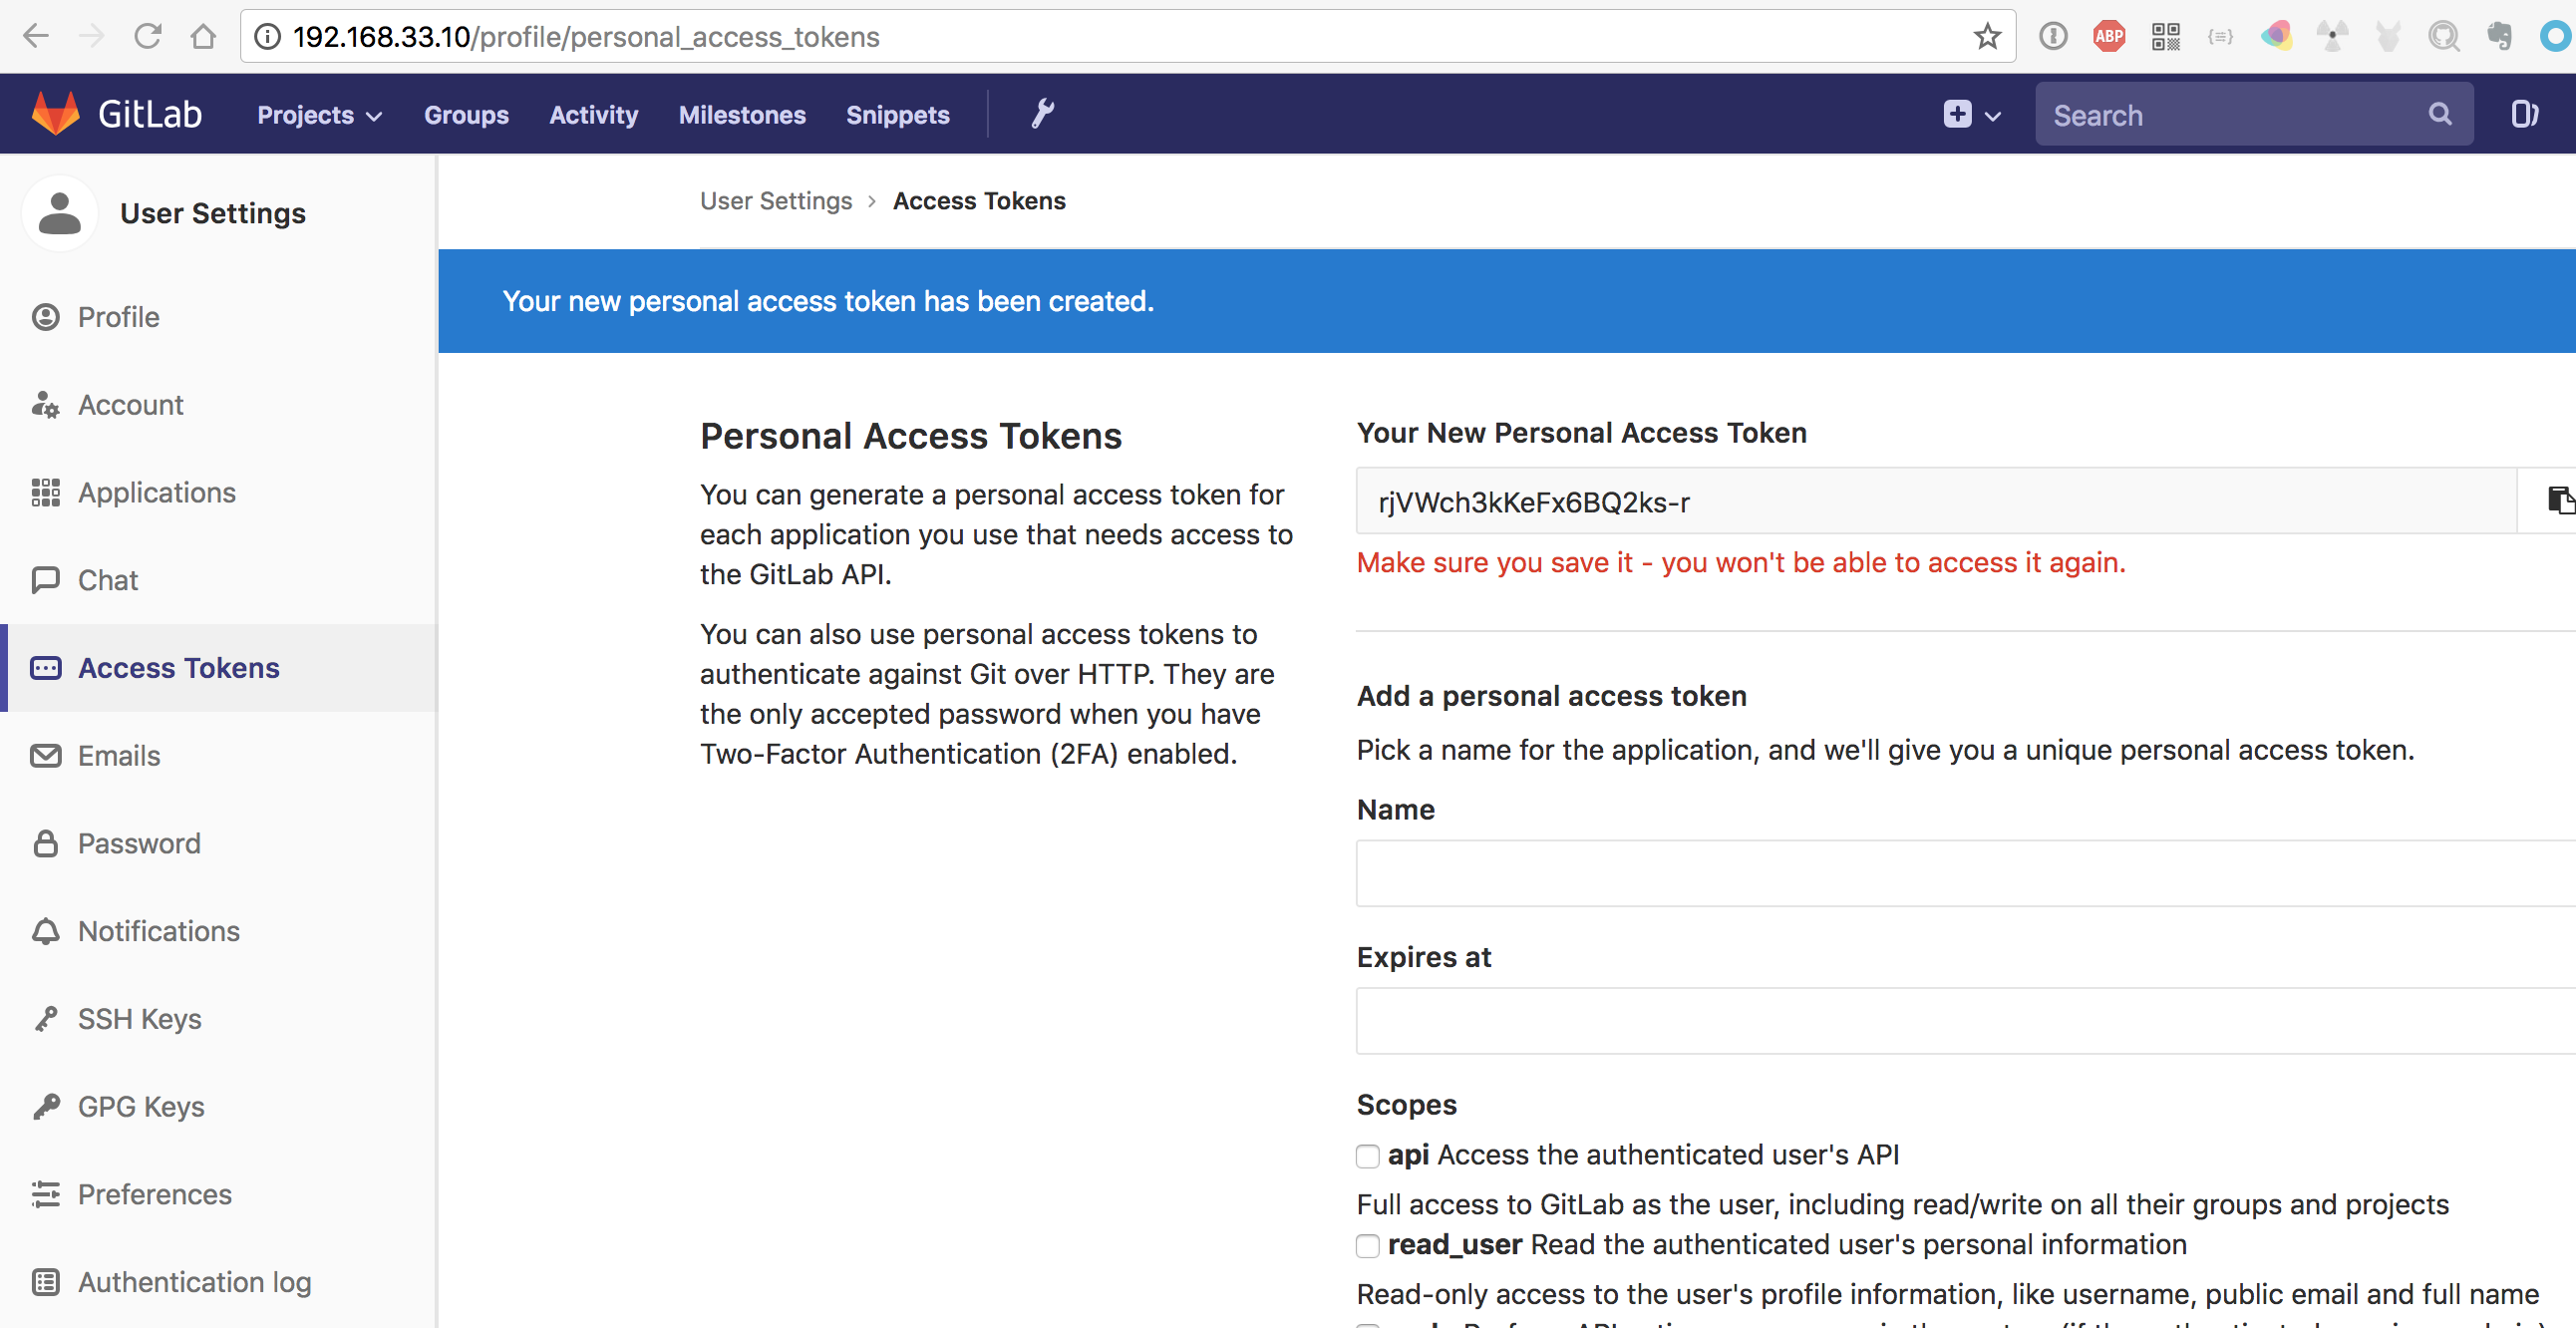 192.168.33.10/profile/personal_access_tokens
ABP
GitLab Projects Groups Activity Milestones Snippets Search
User Settings
Profile
Account
Applications
Chat
Access Tokens
Emails
Password
Notifications
SSH Keys
GPG Keys
Preferences
Authentication log
User Settings > Access Tokens
Your new personal access token has been created.
Personal Access Tokens
You can generate a personal access token for
each application you use that needs access to
the GitLab API.
You can also use personal access tokens to
authenticate against Git over HTTP. They are
the only accepted password when you have
Two-Factor Authentication (2FA) enabled.
Your New Personal Access Token
rjVWch3kKeFx6BQ2ks-r
Make sure you save it - you won't be able to access it again.
Add a personal access token
Pick a name for the application, and we'll give you a unique personal access token.
Name
Expires at
Scopes
api Access the authenticated user's API
Full access to GitLab as the user, including read/write on all their groups and projects
read_user Read the authenticated user's personal information
Read-only access to the user's profile information, like username, public email and full name